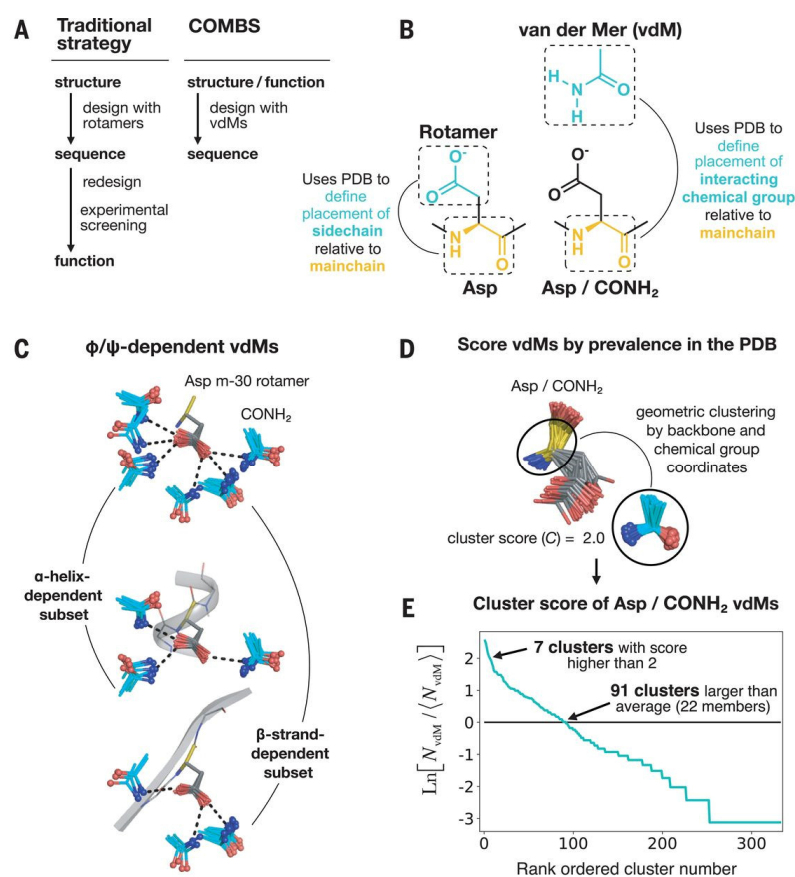 A
Traditional
strategy
structure
design with
rotamers
sequence
redesign
experimental
screening
function
COMBS
structure / function
design with
vdMs
sequence
B
van der Mer (vdM)
H
N
O
H
Rotamer
O-
O
N
H
O
Asp
Uses PDB to
define
placement of
sidechain
relative to
mainchain
O-
O
N
H
O
Asp / CONH₂
Uses PDB to
define
placement of
interacting
chemical group
relative to
mainchain
C
ϕ/ψ-dependent vdMs
Asp m-30 rotamer
CONH₂
α-helix-
dependent
subset
β-strand-
dependent
subset
D
Score vdMs by prevalence in the PDB
Asp / CONH₂
geometric clustering
by backbone and
chemical group
coordinates
cluster score (C) = 2.0
E
Cluster score of Asp / CONH₂ vdMs
Ln[ N_vdM / ⟨N_vdM⟩ ]
7 clusters with score
higher than 2
91 clusters larger than
average (22 members)
2
1
0
-1
-2
-3
0 100 200 300
Rank ordered cluster number